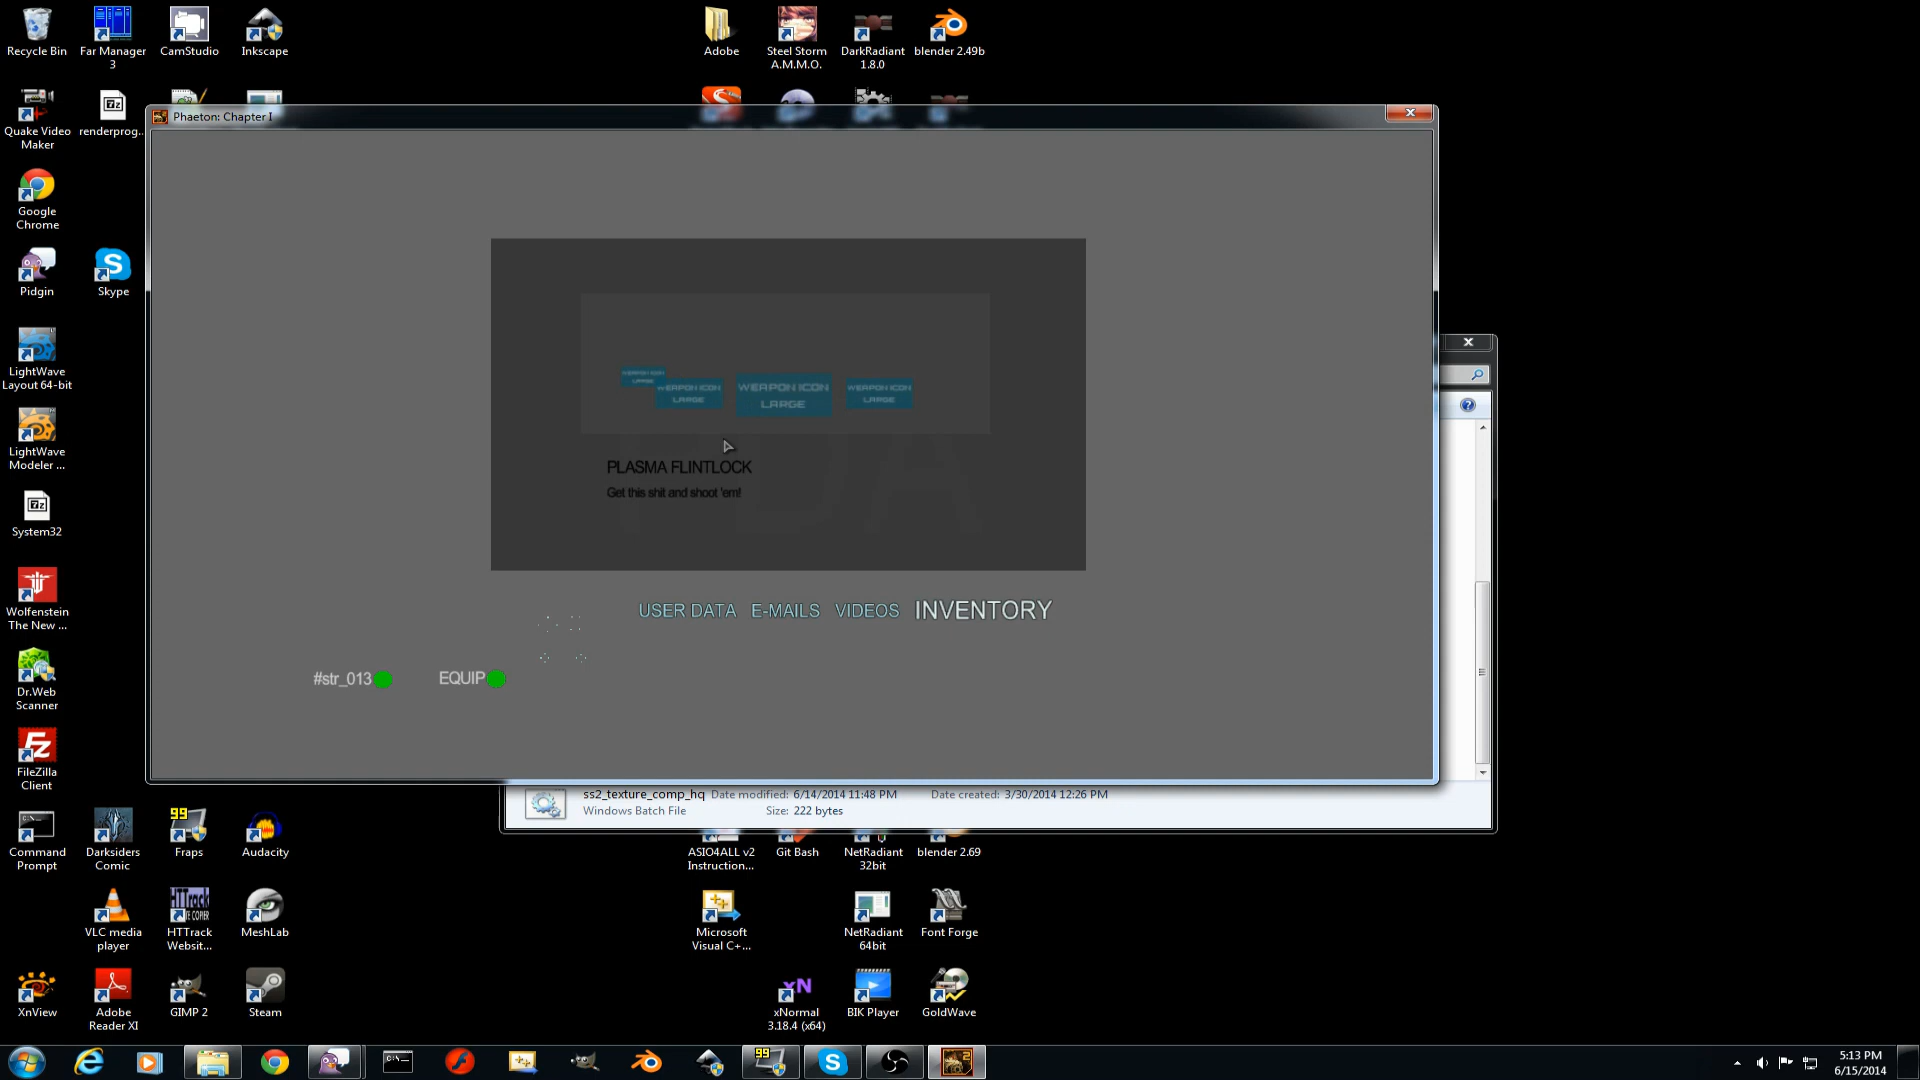 Recycle Bin
Far Manager
3
CamStudio
Inkscape
Adobe
Steel Storm
A.M.M.O.
DarkRadiant
1.8.0
blender 2.49b
Quake Video
Maker
renderprog...
Phaeton: Chapter I
Google
Chrome
Pidgin
Skype
LightWave
Layout 64-bit
LightWave
Modeler ...
System32
Wolfenstein
The New ...
Dr.Web
Scanner
FileZilla
Client
WEAPON ICON
LARGE
WEAPON ICON
LARGE
WEAPON ICON
LARGE
WEAPON ICON
LARGE
PDA
PLASMA FLINTLOCK
Get this shit and shoot 'em!
USER DATA
E-MAILS
VIDEOS
INVENTORY
#str_013
EQUIP
ss2_texture_comp_hq
Date modified: 6/14/2014 11:48 PM
Date created: 3/30/2014 12:26 PM
Windows Batch File
Size: 222 bytes
Command
Prompt
Darksiders
Comic
99
Fraps
Audacity
ASIO4ALL v2
Instruction...
Git Bash
NetRadiant
32bit
blender 2.69
VLC media
player
HTTrack
Websit...
MeshLab
Microsoft
Visual C+...
NetRadiant
64bit
Font Forge
XnView
Adobe
Reader XI
GIMP 2
Steam
xN
xNormal
3.18.4 (x64)
BIK Player
GoldWave
99
5:13 PM
6/15/2014